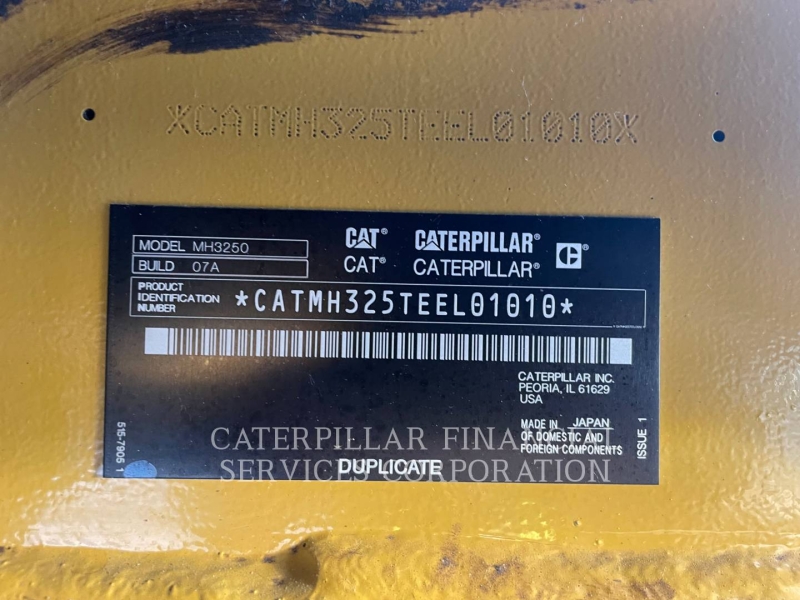 *CATMH325TEEL01010*
MODEL MH3250
BUILD 07A
CAT® CATERPILLAR® C®
CAT® CATERPILLAR®
PRODUCT
IDENTIFICATION
NUMBER
*CATMH325TEEL01010*
CATERPILLAR INC.
PEORIA, IL 61629
USA
MADE IN JAPAN
OF DOMESTIC AND
FOREIGN COMPONENTS
ISSUE 1
515-7905 1
DUPLICATE
CATERPILLAR FINANCIAL
SERVICES CORPORATION